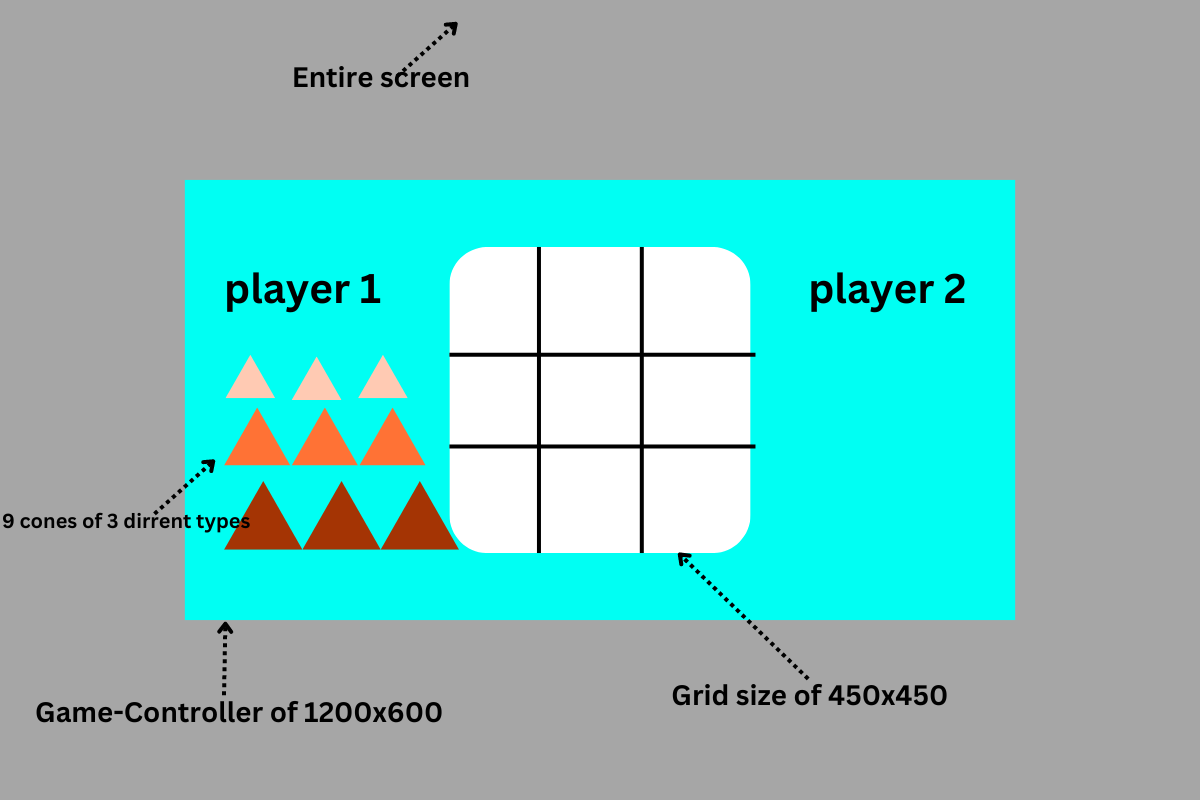 Entire screen
player 1
player 2
9 cones of 3 dirrent types
Grid size of 450x450
Game-Controller of 1200x600